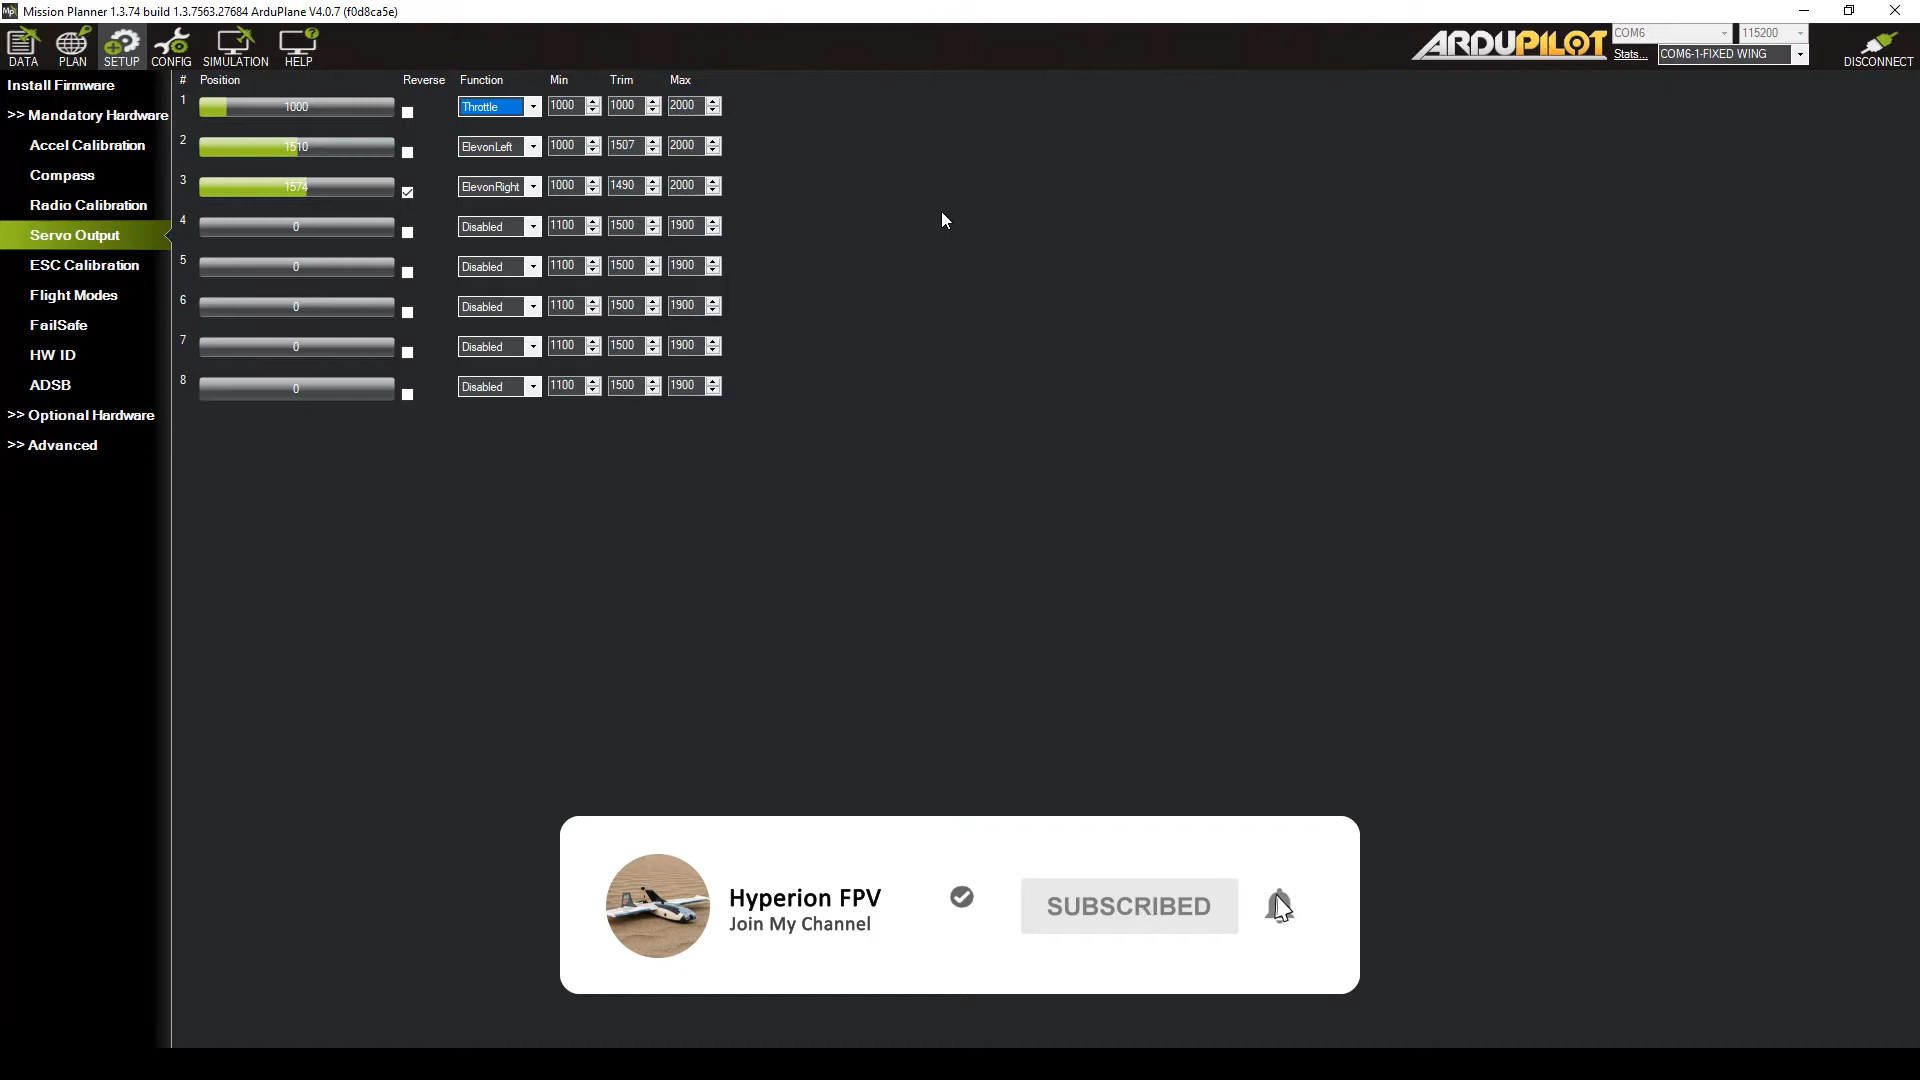 Mission Planner 1.3.74 build 1.3.7563.27684 ArduPlane V4.0.7 (f0d8ca5e)
DATA PLAN SETUP CONFIG SIMULATION HELP
ARDUPILOT
COM6 115200
Stats... COM6-1-FIXED WING
DISCONNECT
Install Firmware
>> Mandatory Hardware
Accel Calibration
Compass
Radio Calibration
Servo Output
ESC Calibration
Flight Modes
FailSafe
HW ID
ADSB
>> Optional Hardware
>> Advanced
# Position Reverse Function Min Trim Max
1 1000 Throttle 1000 1000 2000
2 1510 ElevonLeft 1000 1507 2000
3 1574 ElevonRight 1000 1490 2000
4 0 Disabled 1100 1500 1900
5 0 Disabled 1100 1500 1900
6 0 Disabled 1100 1500 1900
7 0 Disabled 1100 1500 1900
8 0 Disabled 1100 1500 1900
Hyperion FPV
Join My Channel
SUBSCRIBED